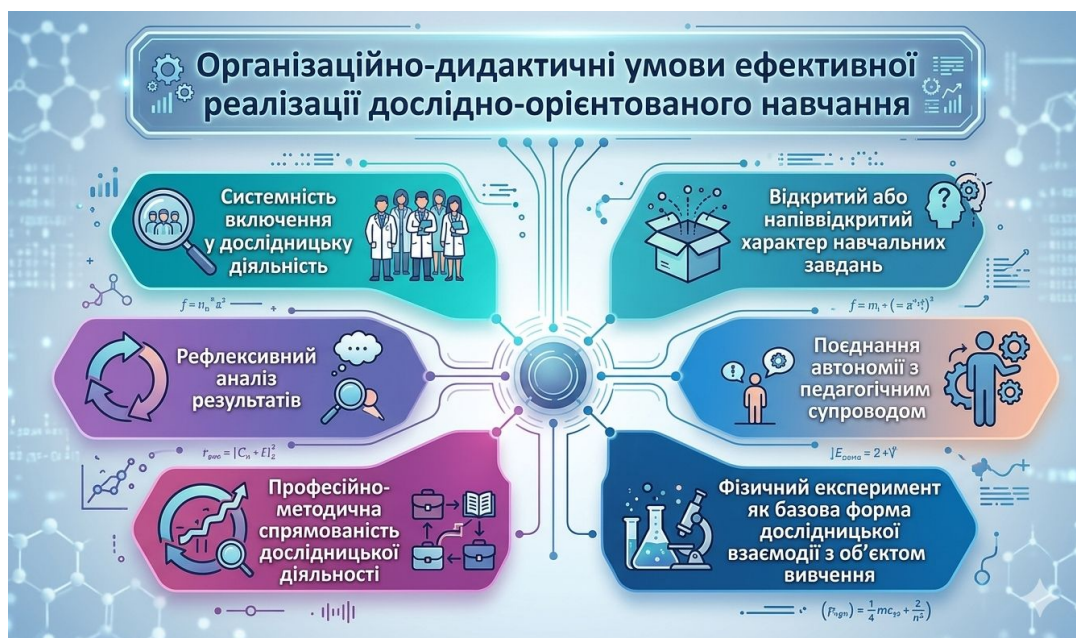 Організаційно-дидактичні умови ефективної
реалізації дослідно-орієнтованого навчання
Системність
включення
у дослідницьку
діяльність
Відкритий або
напіввідкритий
характер навчальних
завдань
Рефлексивний
аналіз
результатів
Поєднання
автономії з
педагогічним
супроводом
Професійно-
методична
спрямованість
дослідницької
діяльності
Фізичний експеримент
як базова форма
дослідницької
взаємодії з об’єктом
вивчення